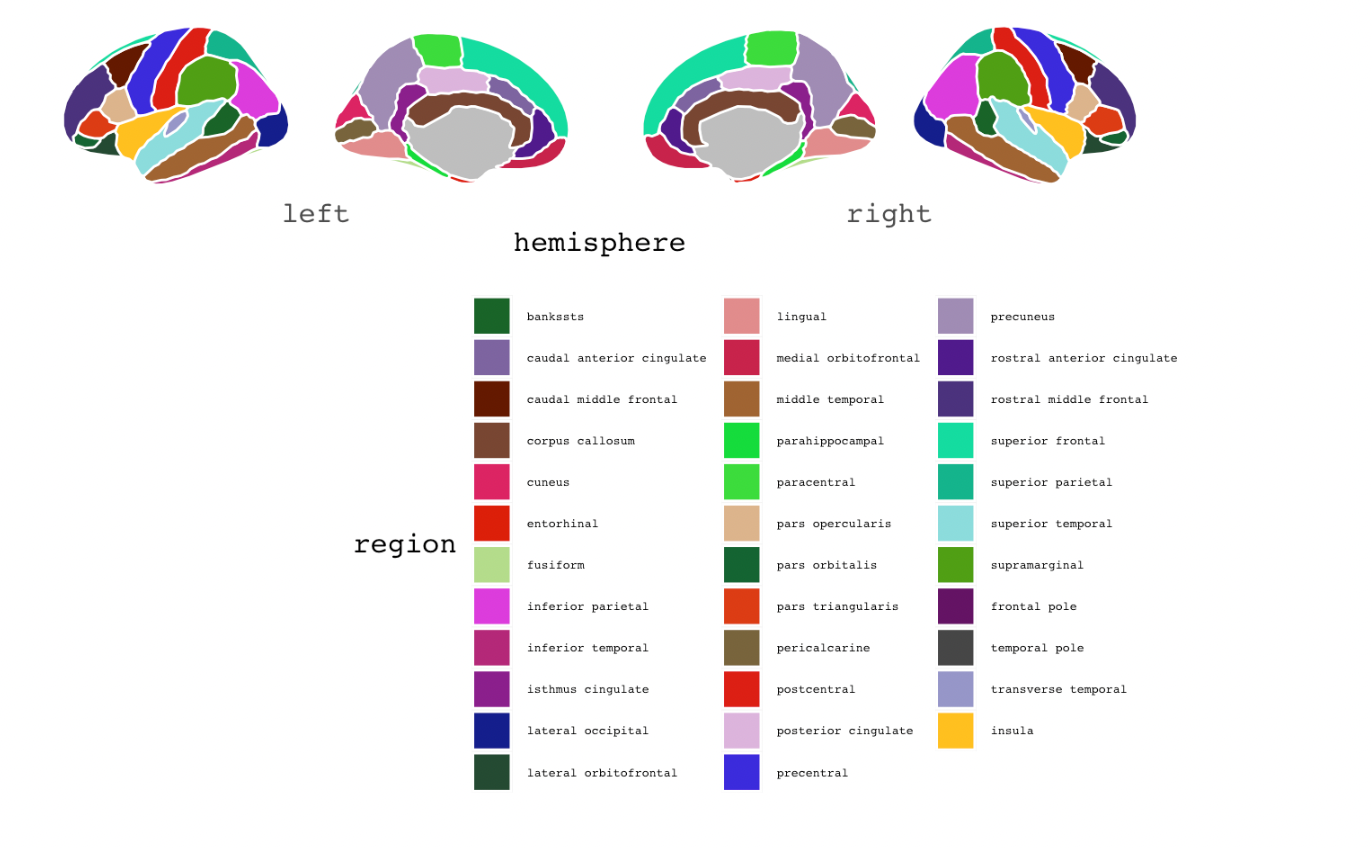 left
right
hemisphere
region
bankssts
caudal anterior cingulate
caudal middle frontal
corpus callosum
cuneus
entorhinal
fusiform
inferior parietal
inferior temporal
isthmus cingulate
lateral occipital
lateral orbitofrontal
lingual
medial orbitofrontal
middle temporal
parahippocampal
paracentral
pars opercularis
pars orbitalis
pars triangularis
pericalcarine
postcentral
posterior cingulate
precentral
precuneus
rostral anterior cingulate
rostral middle frontal
superior frontal
superior parietal
superior temporal
supramarginal
frontal pole
temporal pole
transverse temporal
insula